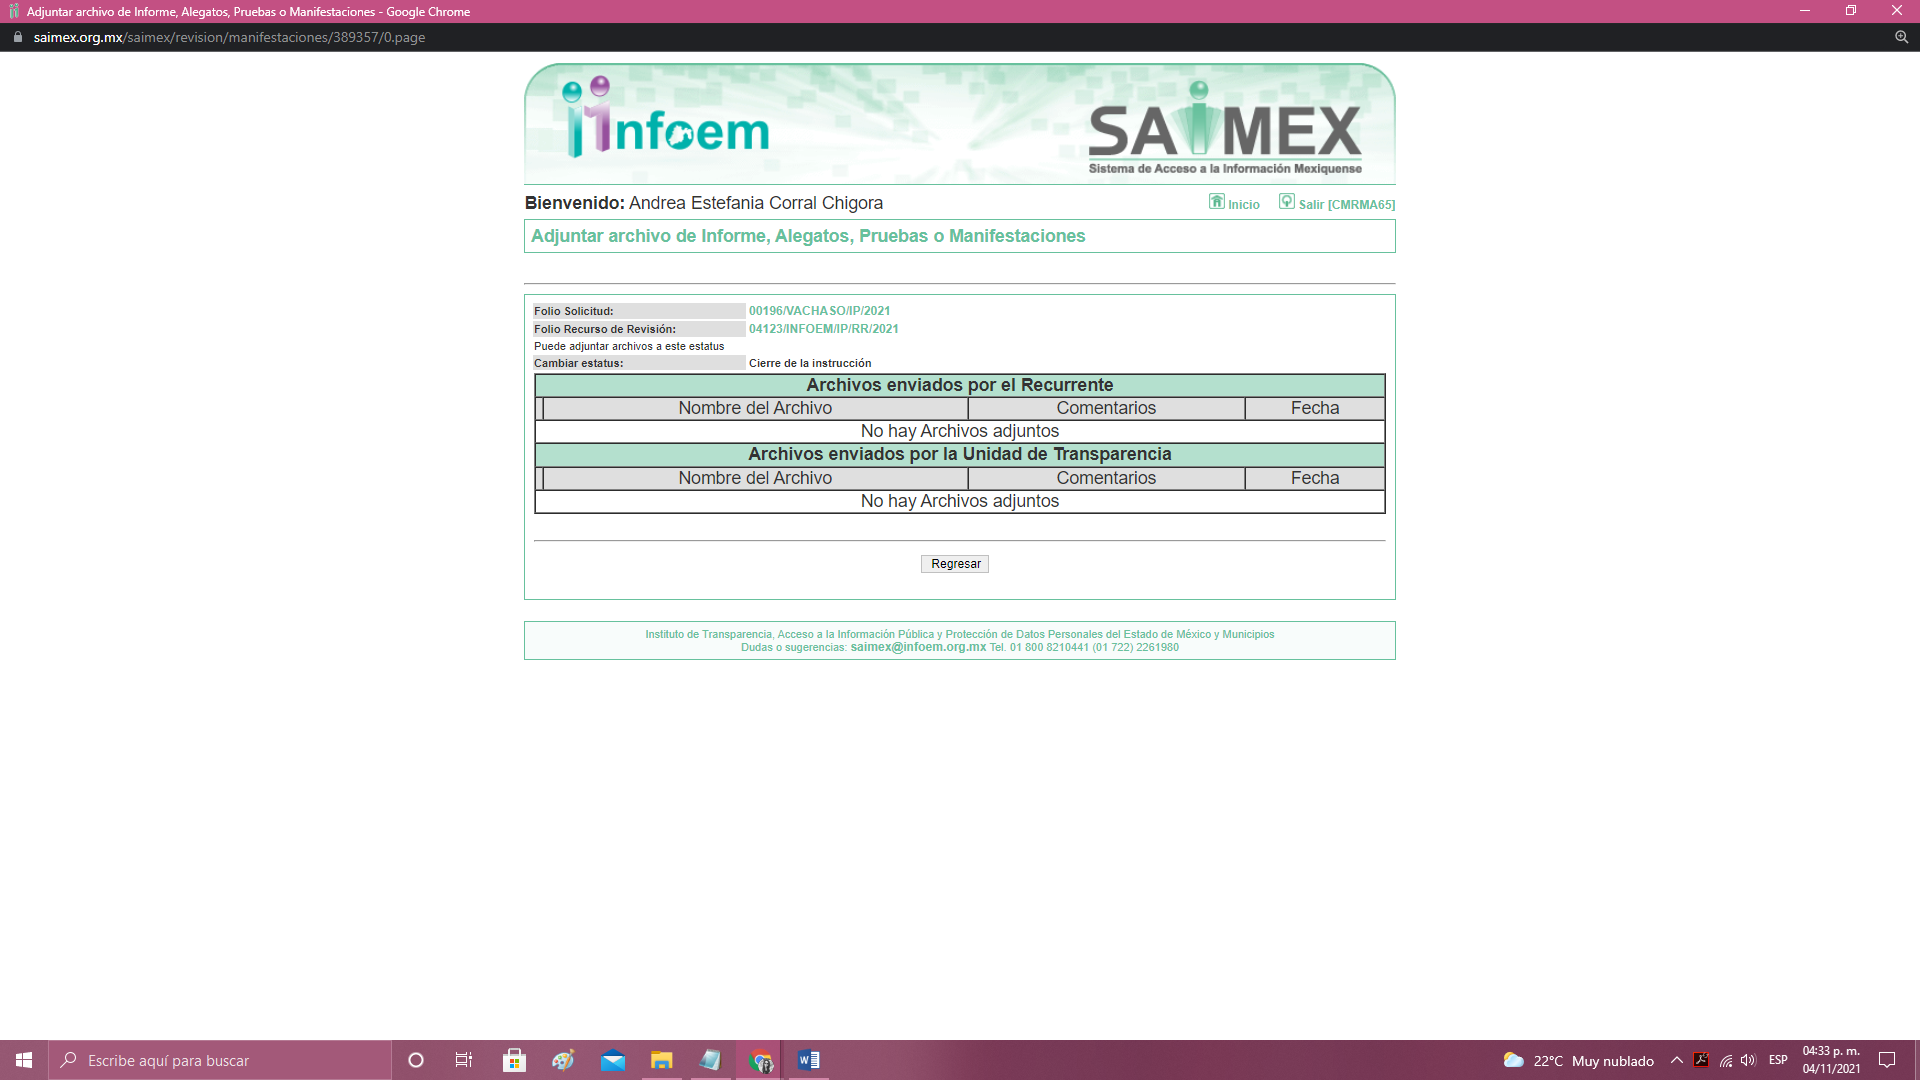 Adjuntar archivo de Informe, Alegatos, Pruebas o Manifestaciones - Google Chrome
saimex.org.mx/saimex/revision/manifestaciones/389357/0.page
infoem
SAIMEX
Sistema de Acceso a la Información Mexiquense
Bienvenido: Andrea Estefania Corral Chigora
Inicio Salir [CMRMA65]
Adjuntar archivo de Informe, Alegatos, Pruebas o Manifestaciones
Folio Solicitud: 00196/VACHASO/IP/2021
Folio Recurso de Revisión: 04123/INFOEM/IP/RR/2021
Puede adjuntar archivos a este estatus
Cambiar estatus: Cierre de la instrucción
Archivos enviados por el Recurrente
Nombre del Archivo Comentarios Fecha
No hay Archivos adjuntos
Archivos enviados por la Unidad de Transparencia
Nombre del Archivo Comentarios Fecha
No hay Archivos adjuntos
Regresar
Instituto de Transparencia, Acceso a la Información Pública y Protección de Datos Personales del Estado de México y Municipios
Dudas o sugerencias: saimex@infoem.org.mx Tel. 01 800 8210441 (01 722) 2261980
Escribe aquí para buscar
22°C Muy nublado
ESP
04:33 p. m.
04/11/2021